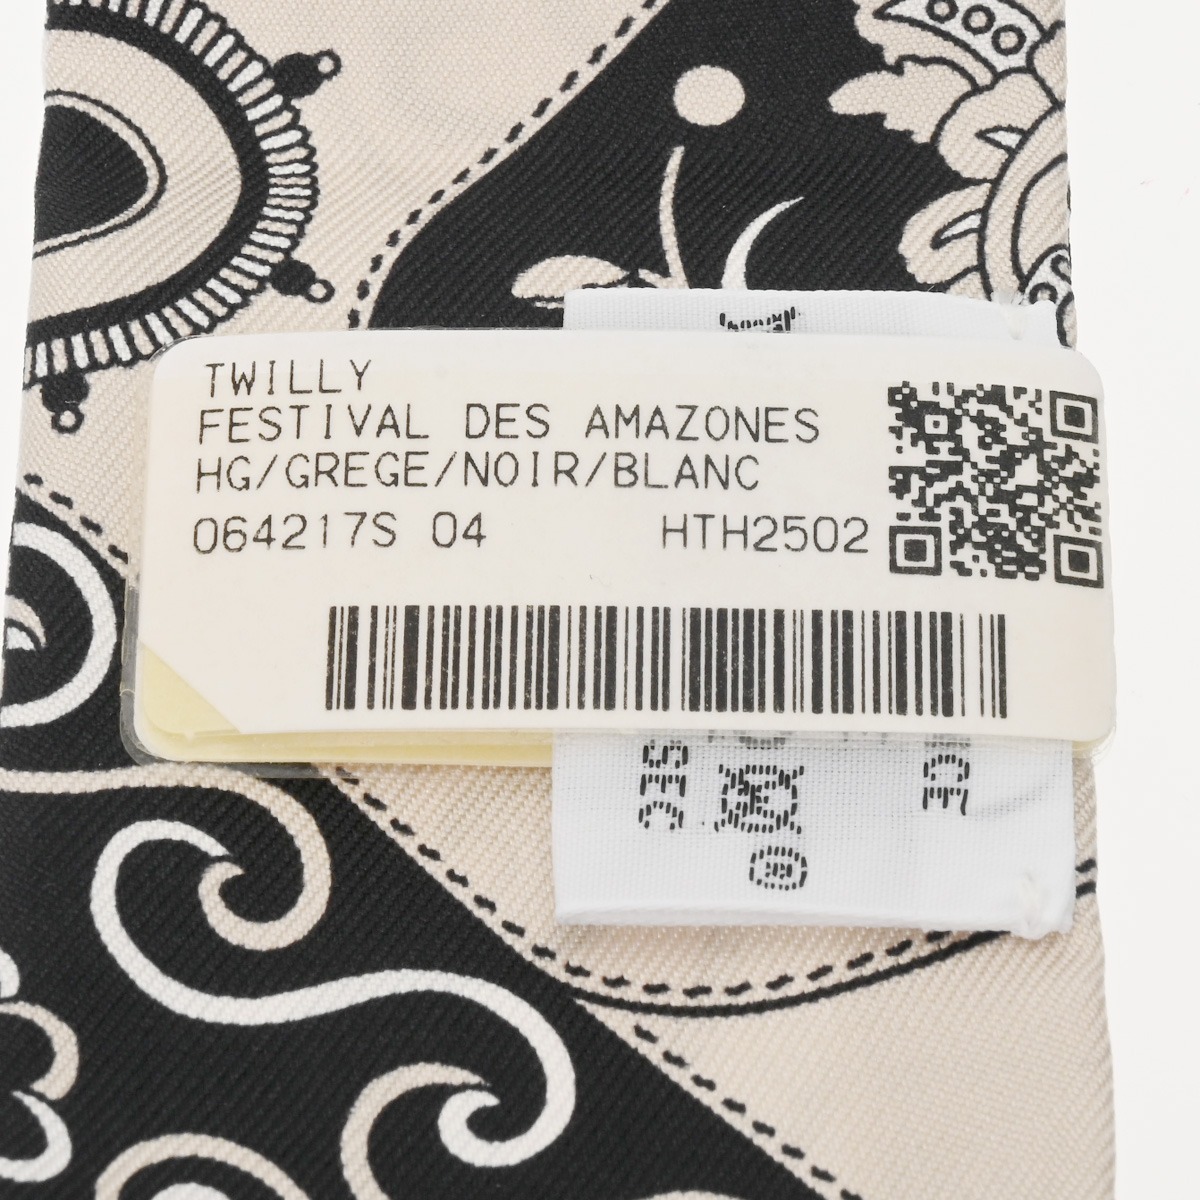 TWILLY
FESTIVAL DES AMAZONES
HG/GREGE/NOIR/BLANC
064217S 04 HTH2502